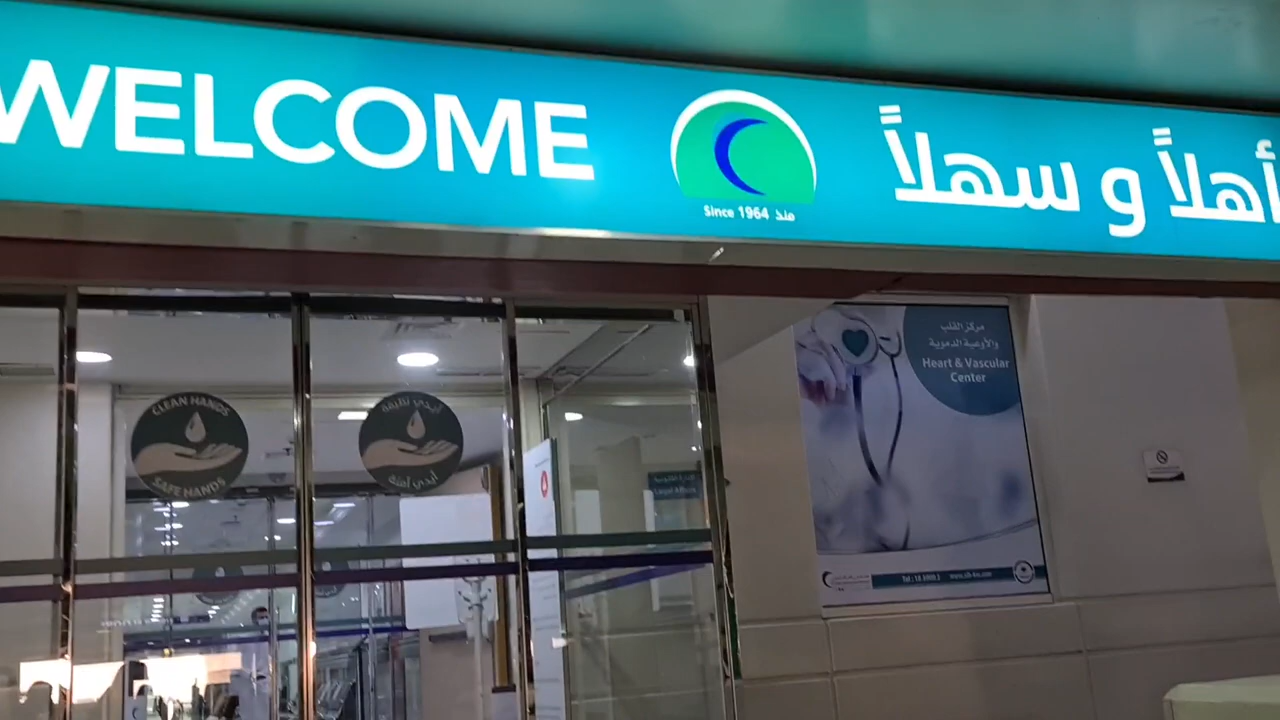 WELCOME
Since 1964 منذ
أهلاً و سهلاً
CLEAN HANDS
SAFE HANDS
أيدي نظيفة
أيدي آمنة
مركز القلب
والأوعية الدموية
Heart & Vascular
Center